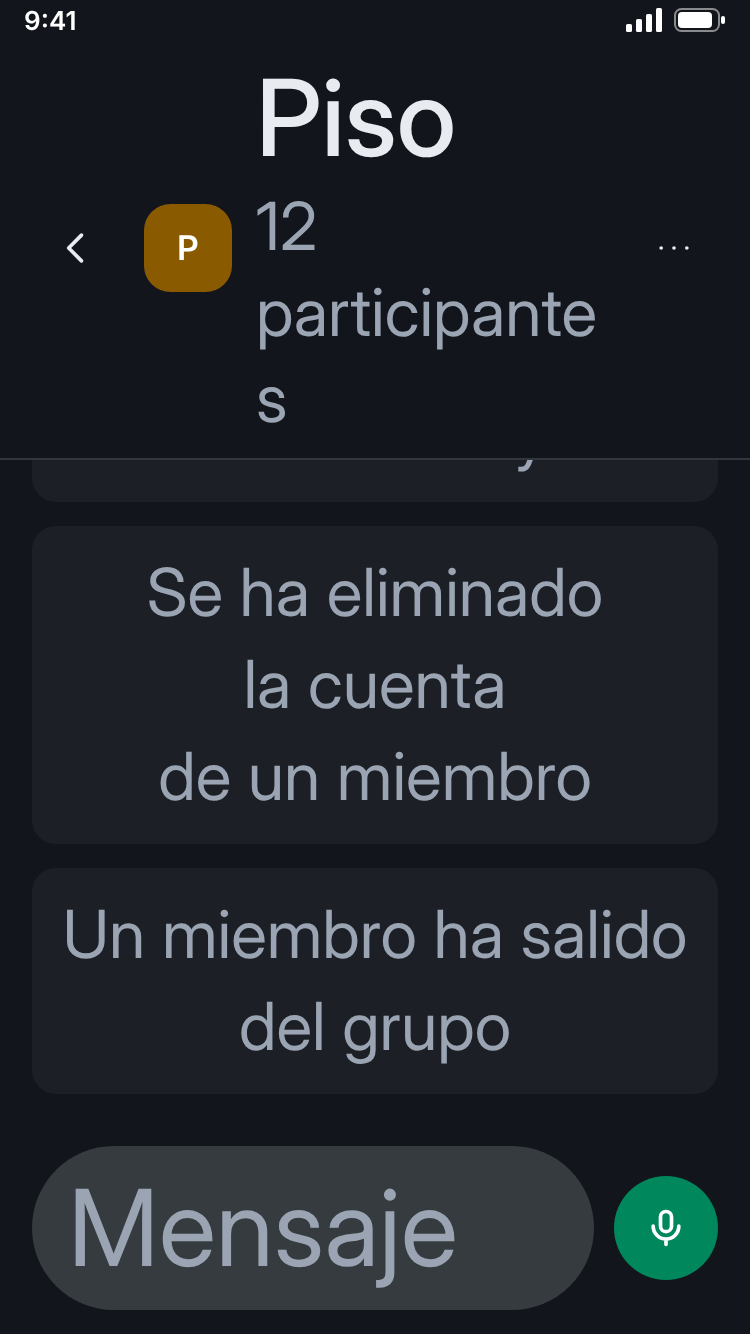 9:41
Piso
P
12
participante
s
Se ha eliminado
la cuenta
de un miembro
Un miembro ha salido
del grupo
Mensaje